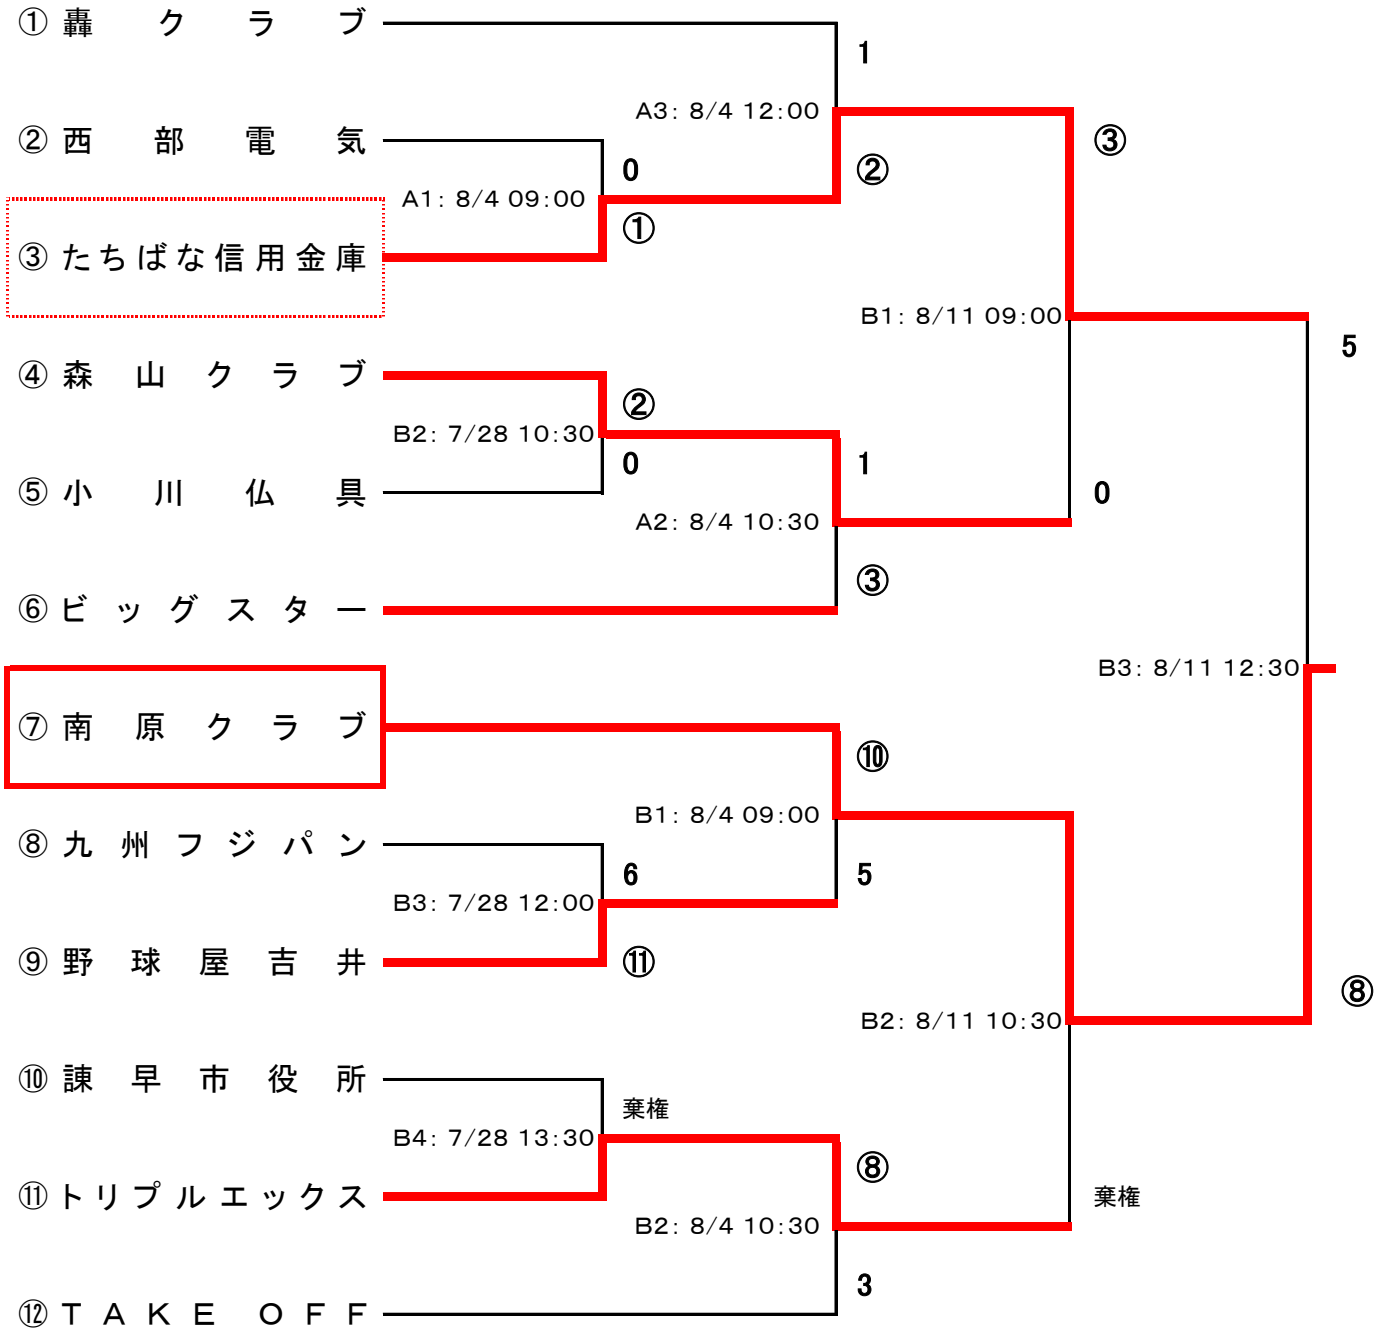 ① 轟クラブ
1
A3: 8/4 12:00
② 西部電気
③
0
②
A1: 8/4 09:00
①
③ たちばな信用金庫
B1: 8/11 09:00
5
④ 森山クラブ
②
B2: 7/28 10:30
0
1
⑤ 小川仏具
0
A2: 8/4 10:30
③
⑥ ビッグスター
B3: 8/11 12:30
⑦ 南原クラブ
⑩
B1: 8/4 09:00
⑧ 九州フジパン
6
5
B3: 7/28 12:00
⑨ 野球屋吉井
⑪
⑧
B2: 8/11 10:30
⑩ 諫早市役所
棄権
B4: 7/28 13:30
⑧
⑪ トリプルエックス
棄権
B2: 8/4 10:30
3
⑫ TAKE OFF